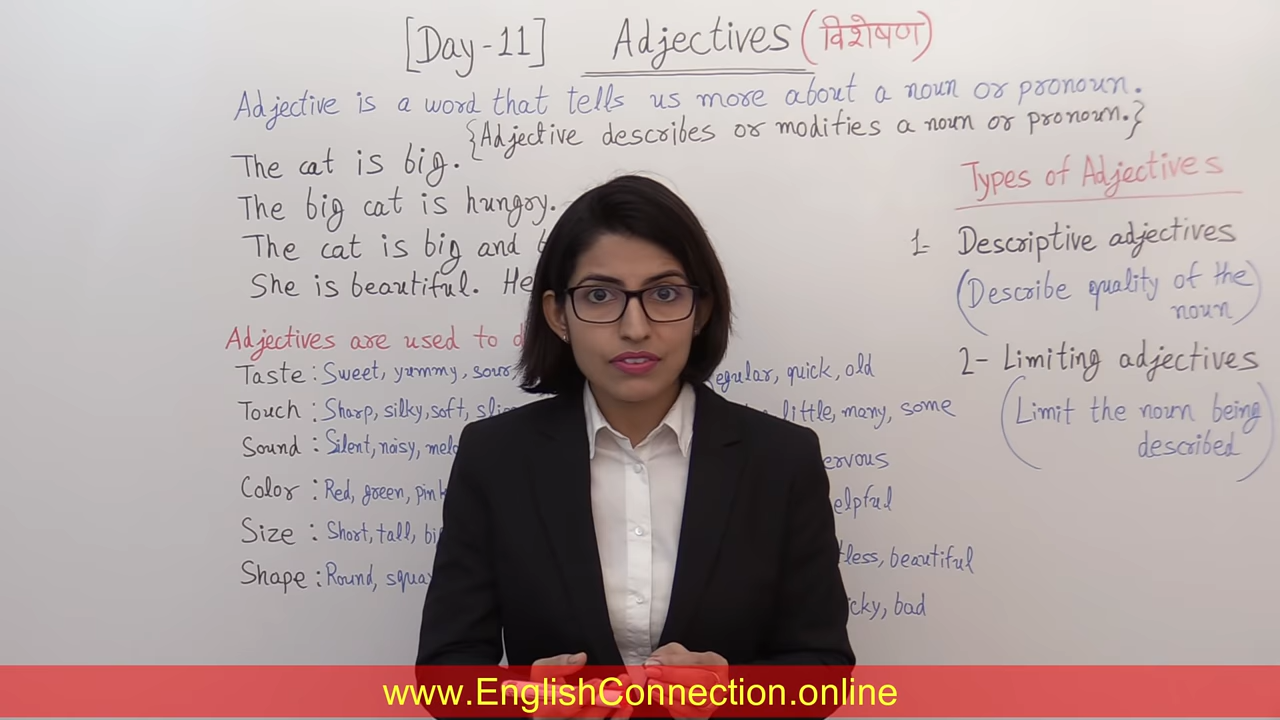 [Day-11] Adjectives (विशेषण)
Adjective is a word that tells us more about a noun or pronoun.
{Adjective describes or modifies a noun or pronoun.}
The cat is big.
The big cat is hungry.
The cat is big and
She is beautiful. He
Adjectives are used to
Taste : Sweet, yummy, sour
Touch : Sharp, silky, soft,
Sound : Silent, noisy,
Color : Red, green, pink
Size : Short, tall,
Shape : Round,
quick, old
little, many, some
beautiful
bad
Types of Adjectives
1- Descriptive adjectives
(Describe quality of the
noun)
2- Limiting adjectives
(Limit the noun being
described)
www.EnglishConnection.online